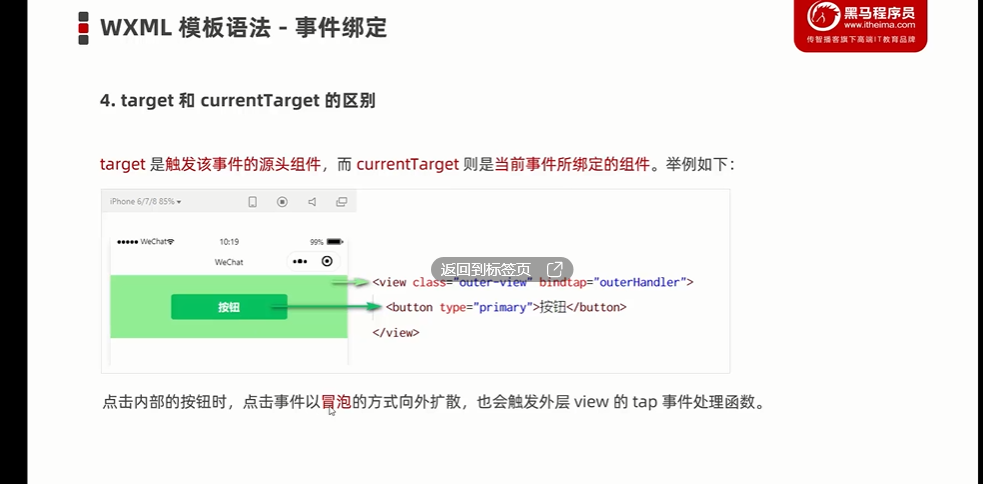 WXML 模板语法 - 事件绑定
黑马程序员
www.itheima.com
传智播客旗下高端IT教育品牌
4. target 和 currentTarget 的区别
target 是触发该事件的源头组件，而 currentTarget 则是当前事件所绑定的组件。举例如下：
iPhone 6/7/8 85%
WeChat
10:19
99%
WeChat
返回到标签页
<view class="outer-view" bindtap="outerHandler">
按钮
<button type="primary">按钮</button>
</view>
点击内部的按钮时，点击事件以冒泡的方式向外扩散，也会触发外层 view 的 tap 事件处理函数。